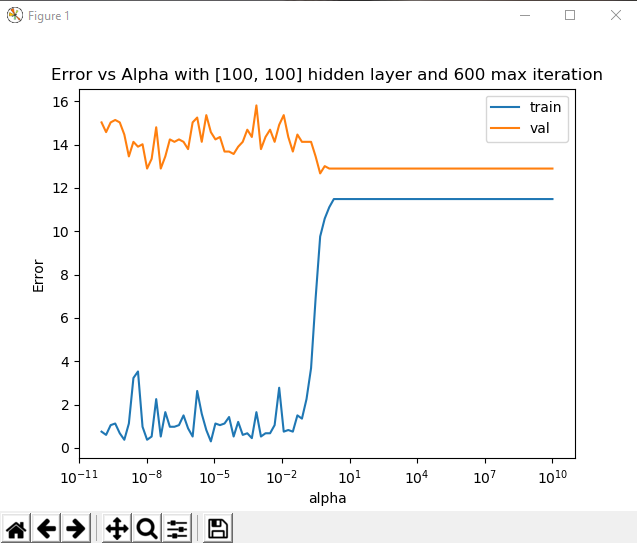 Figure 1
Error vs Alpha with [100, 100] hidden layer and 600 max iteration
train
val
16
14
12
10
8
6
4
2
0
Error
10⁻¹¹ 10⁻⁸ 10⁻⁵ 10⁻² 10¹ 10⁴ 10⁷ 10¹⁰
alpha